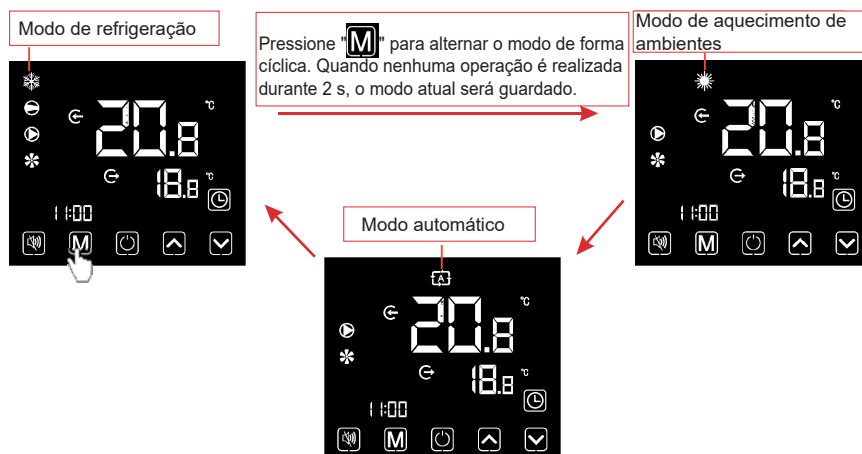 Modo de refrigeração
Pressione "M" para alternar o modo de forma
cíclica. Quando nenhuma operação é realizada
durante 2 s, o modo atual será guardado.
Modo de aquecimento de
ambientes
20.8 °C
18.8 °C
11:00
M
20.8 °C
18.8 °C
11:00
M
Modo automático
A
20.8 °C
18.8 °C
11:00
M